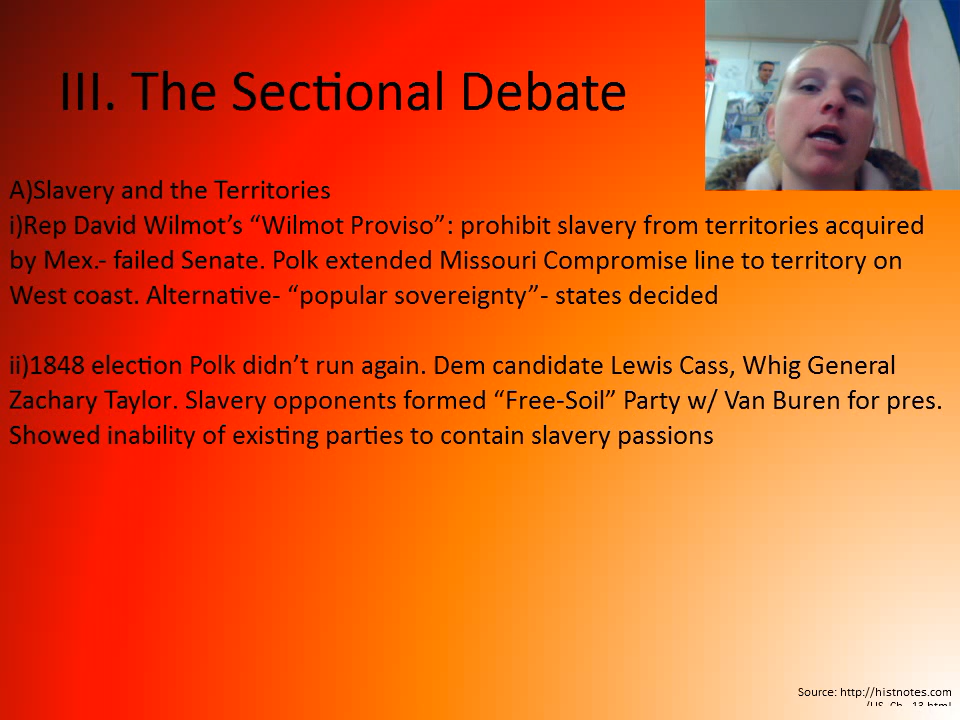 III. The Sectional Debate
A)Slavery and the Territories
i)Rep David Wilmot’s “Wilmot Proviso”: prohibit slavery from territories acquired
by Mex.- failed Senate. Polk extended Missouri Compromise line to territory on
West coast. Alternative- “popular sovereignty”- states decided
ii)1848 election Polk didn’t run again. Dem candidate Lewis Cass, Whig General
Zachary Taylor. Slavery opponents formed “Free-Soil” Party w/ Van Buren for pres.
Showed inability of existing parties to contain slavery passions
Source: http://histnotes.com
/US_Ch._13.html